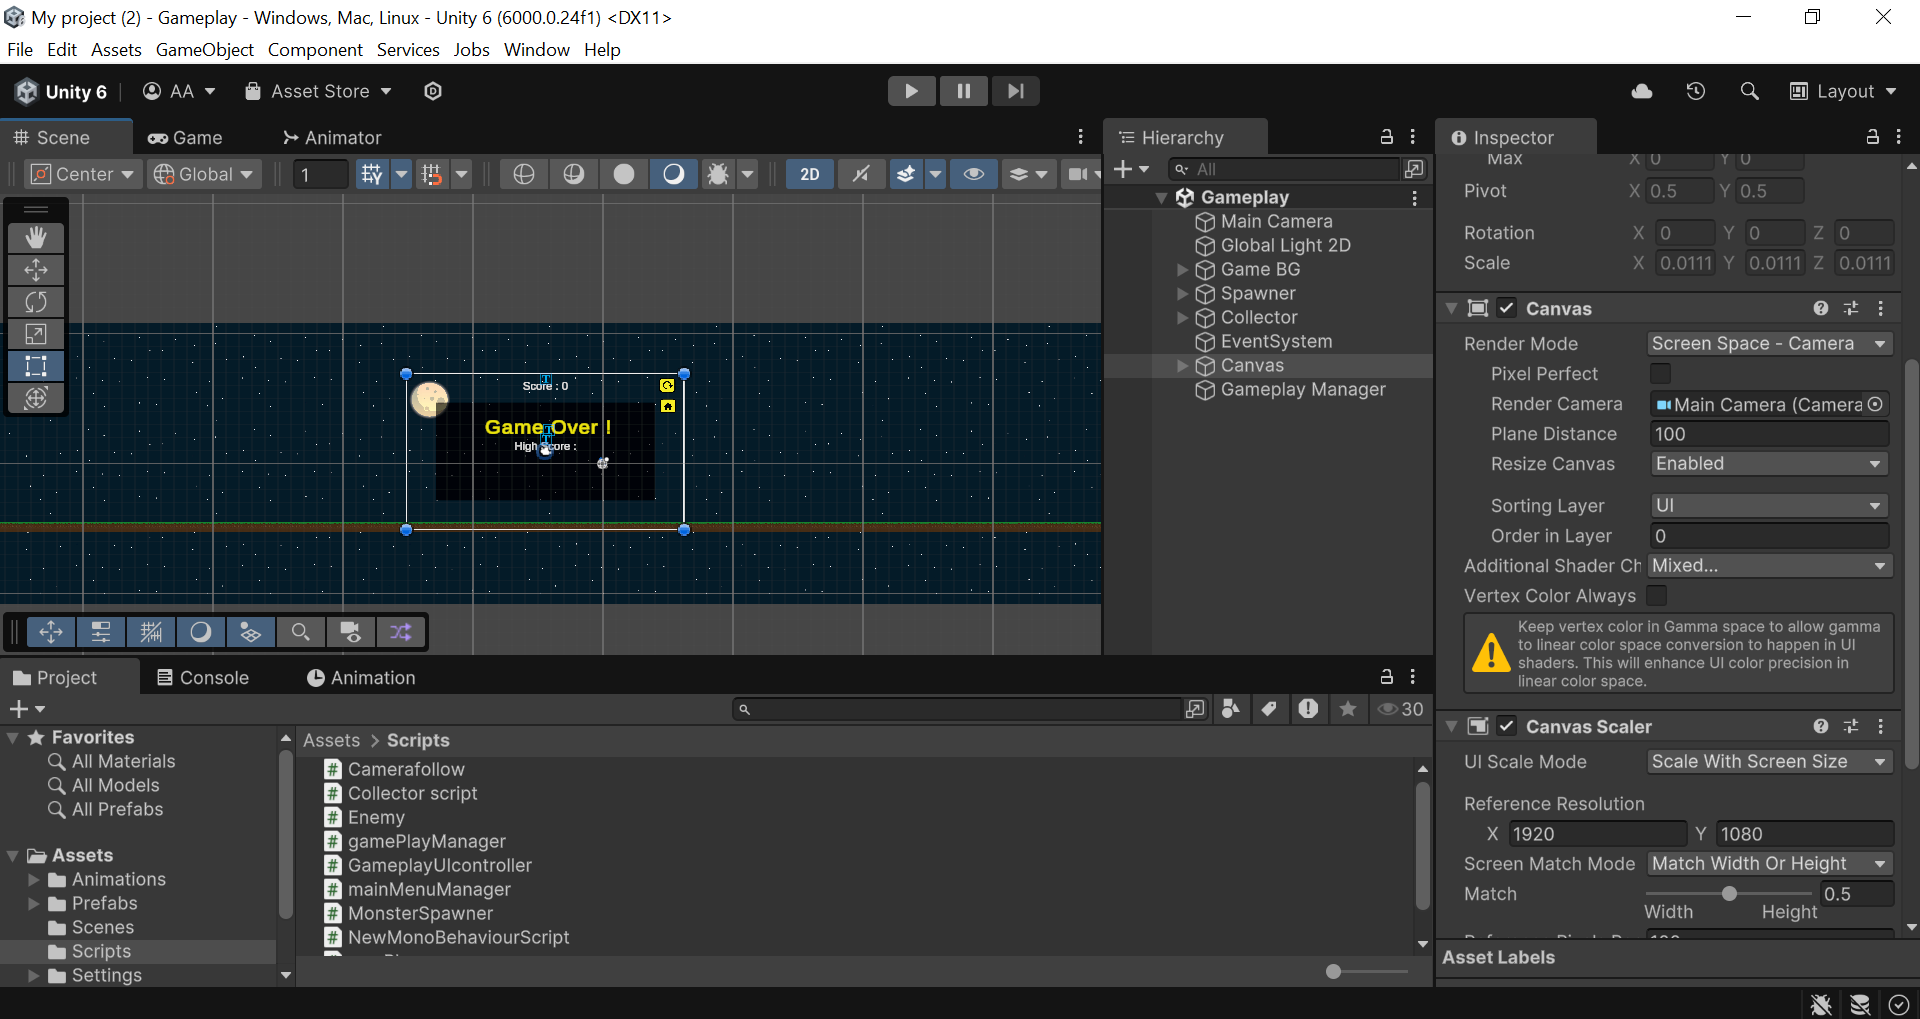 My project (2) - Gameplay - Windows, Mac, Linux - Unity 6 (6000.0.24f1) <DX11>
File Edit Assets GameObject Component Services Jobs Window Help
Unity 6 AA Asset Store Layout
Scene Game Animator
Center Global 1 2D
Score : 0
Game Over !
High Score :
Hierarchy
All
Gameplay
Main Camera
Global Light 2D
Game BG
Spawner
Collector
EventSystem
Canvas
Gameplay Manager
Inspector
Max X 0 Y 0
Pivot X 0.5 Y 0.5
Rotation X 0 Y 0 Z 0
Scale X 0.0111 Y 0.0111 Z 0.0111
Canvas
Render Mode Screen Space - Camera
Pixel Perfect
Render Camera Main Camera (Camera
Plane Distance 100
Resize Canvas Enabled
Sorting Layer UI
Order in Layer 0
Additional Shader Ch Mixed...
Vertex Color Always
Keep vertex color in Gamma space to allow gamma
to linear color space conversion to happen in UI
shaders. This will enhance UI color precision in
linear color space.
Canvas Scaler
UI Scale Mode Scale With Screen Size
Reference Resolution
X 1920 Y 1080
Screen Match Mode Match Width Or Height
Match 0.5
Width Height
Asset Labels
Project Console Animation
30
Favorites
All Materials
All Models
All Prefabs
Assets
Animations
Prefabs
Scenes
Scripts
Settings
Assets > Scripts
Camerafollow
Collector script
Enemy
gamePlayManager
GameplayUIcontroller
mainMenuManager
MonsterSpawner
NewMonoBehaviourScript